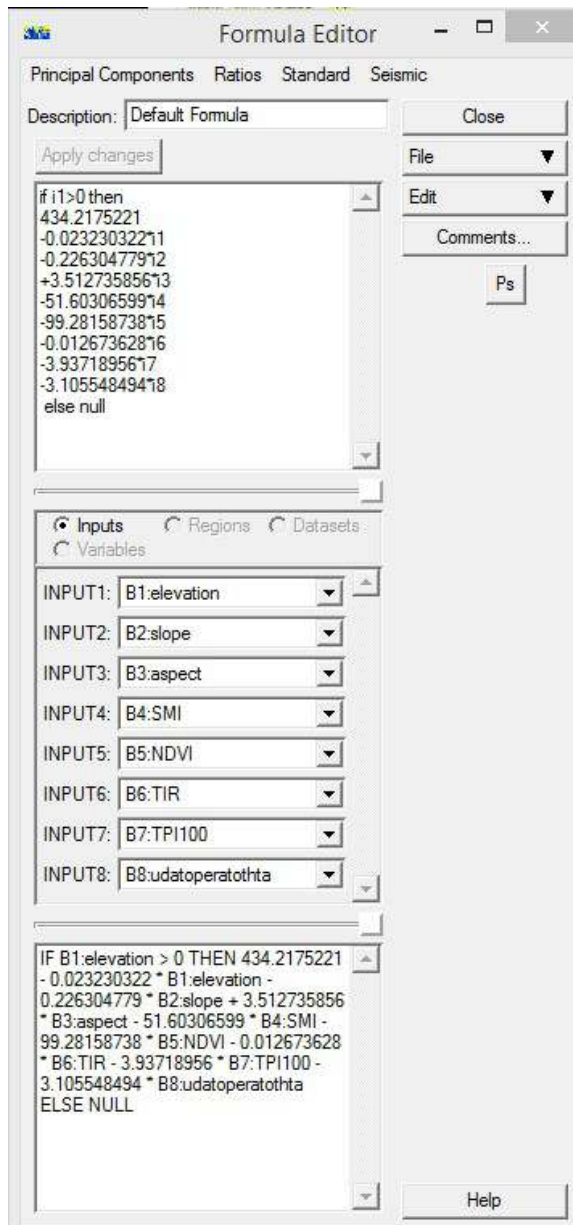 Formula Editor
Principal Components Ratios Standard Seismic
Description: Default Formula
Close
Apply changes
File
Edit
Comments...
Ps
if i1>0 then
434.2175221
-0.023230322*i1
-0.226304779*i2
+3.512735856*i3
-51.60306599*i4
-99.28158738*i5
-0.012673628*i6
-3.93718956*i7
-3.105548494*i8
else null
Inputs Regions Datasets
Variables
INPUT1: B1:elevation
INPUT2: B2:slope
INPUT3: B3:aspect
INPUT4: B4:SMI
INPUT5: B5:NDVI
INPUT6: B6:TIR
INPUT7: B7:TPI100
INPUT8: B8:udatoperatothta
IF B1:elevation > 0 THEN 434.2175221
- 0.023230322 * B1:elevation -
0.226304779 * B2:slope + 3.512735856
* B3:aspect - 51.60306599 * B4:SMI -
99.28158738 * B5:NDVI - 0.012673628
* B6:TIR - 3.93718956 * B7:TPI100 -
3.105548494 * B8:udatoperatothta
ELSE NULL
Help